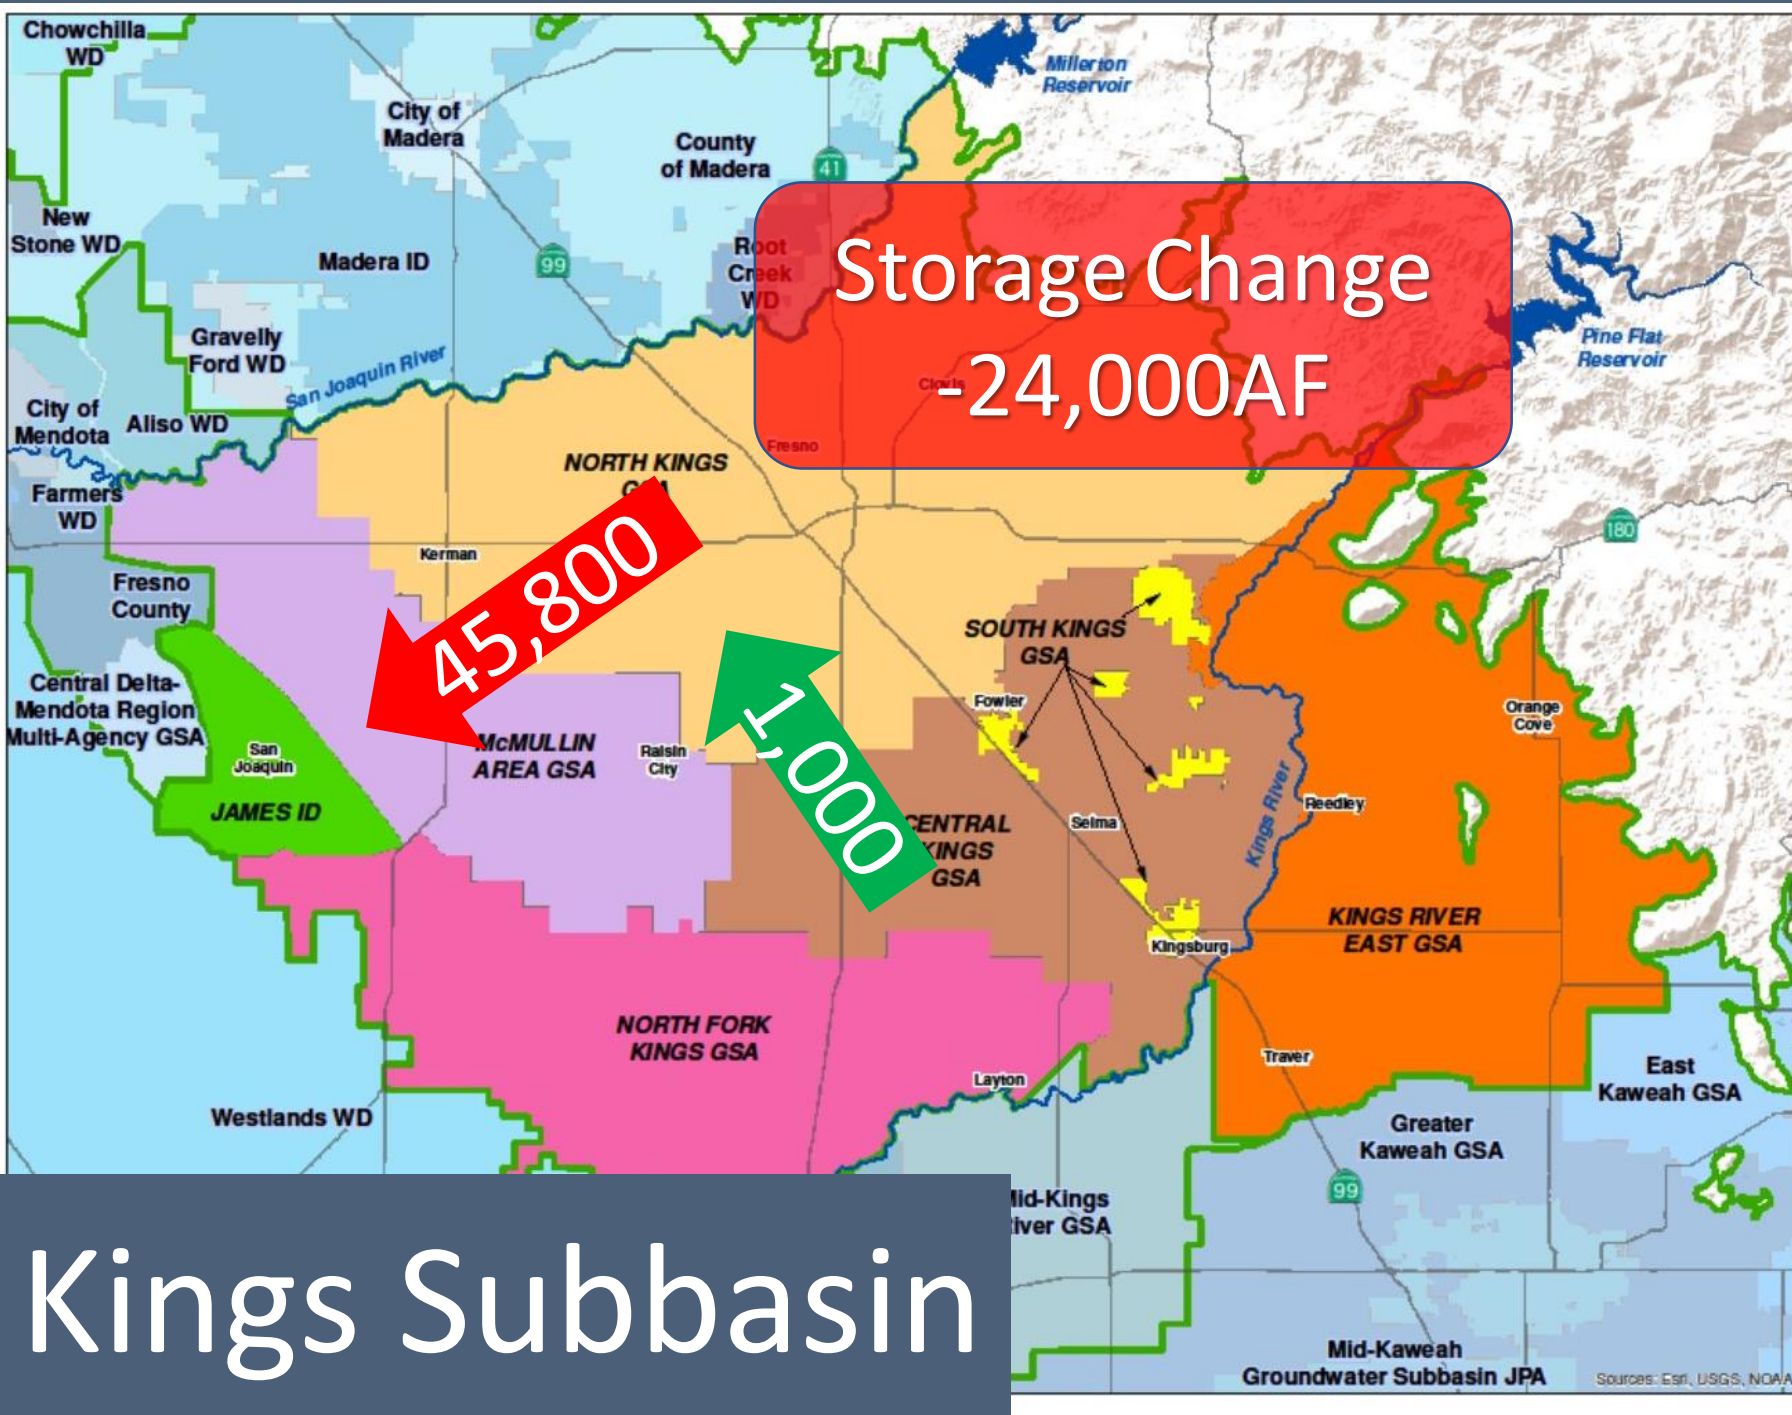 Chowchilla
WD
Millerton
Reservoir
City of
Madera
County
of Madera
41
New
Stone WD
Madera ID
99
Root
Creek
WD
Storage Change
-24,000AF
Gravelly
Ford WD
San Joaquin River
Pine Flat
Reservoir
City of
Mendota
Aliso WD
Clovis
Fresno
NORTH KINGS
GSA
Farmers
WD
180
Kerman
45,800
Fresno
County
SOUTH KINGS
GSA
Central Delta-
Mendota Region
Multi-Agency GSA
1,000
Fowler
Orange
Cove
San
Joaquin
McMULLIN
AREA GSA
Raisin
City
JAMES ID
CENTRAL
KINGS
GSA
Selma
Kings River
Reedley
KINGS RIVER
EAST GSA
Kingsburg
NORTH FORK
KINGS GSA
Layton
Traver
East
Kaweah GSA
Westlands WD
Greater
Kaweah GSA
99
Mid-Kings
River GSA
Kings Subbasin
Mid-Kaweah
Groundwater Subbasin JPA
Sources: Esri, USGS, NOAA